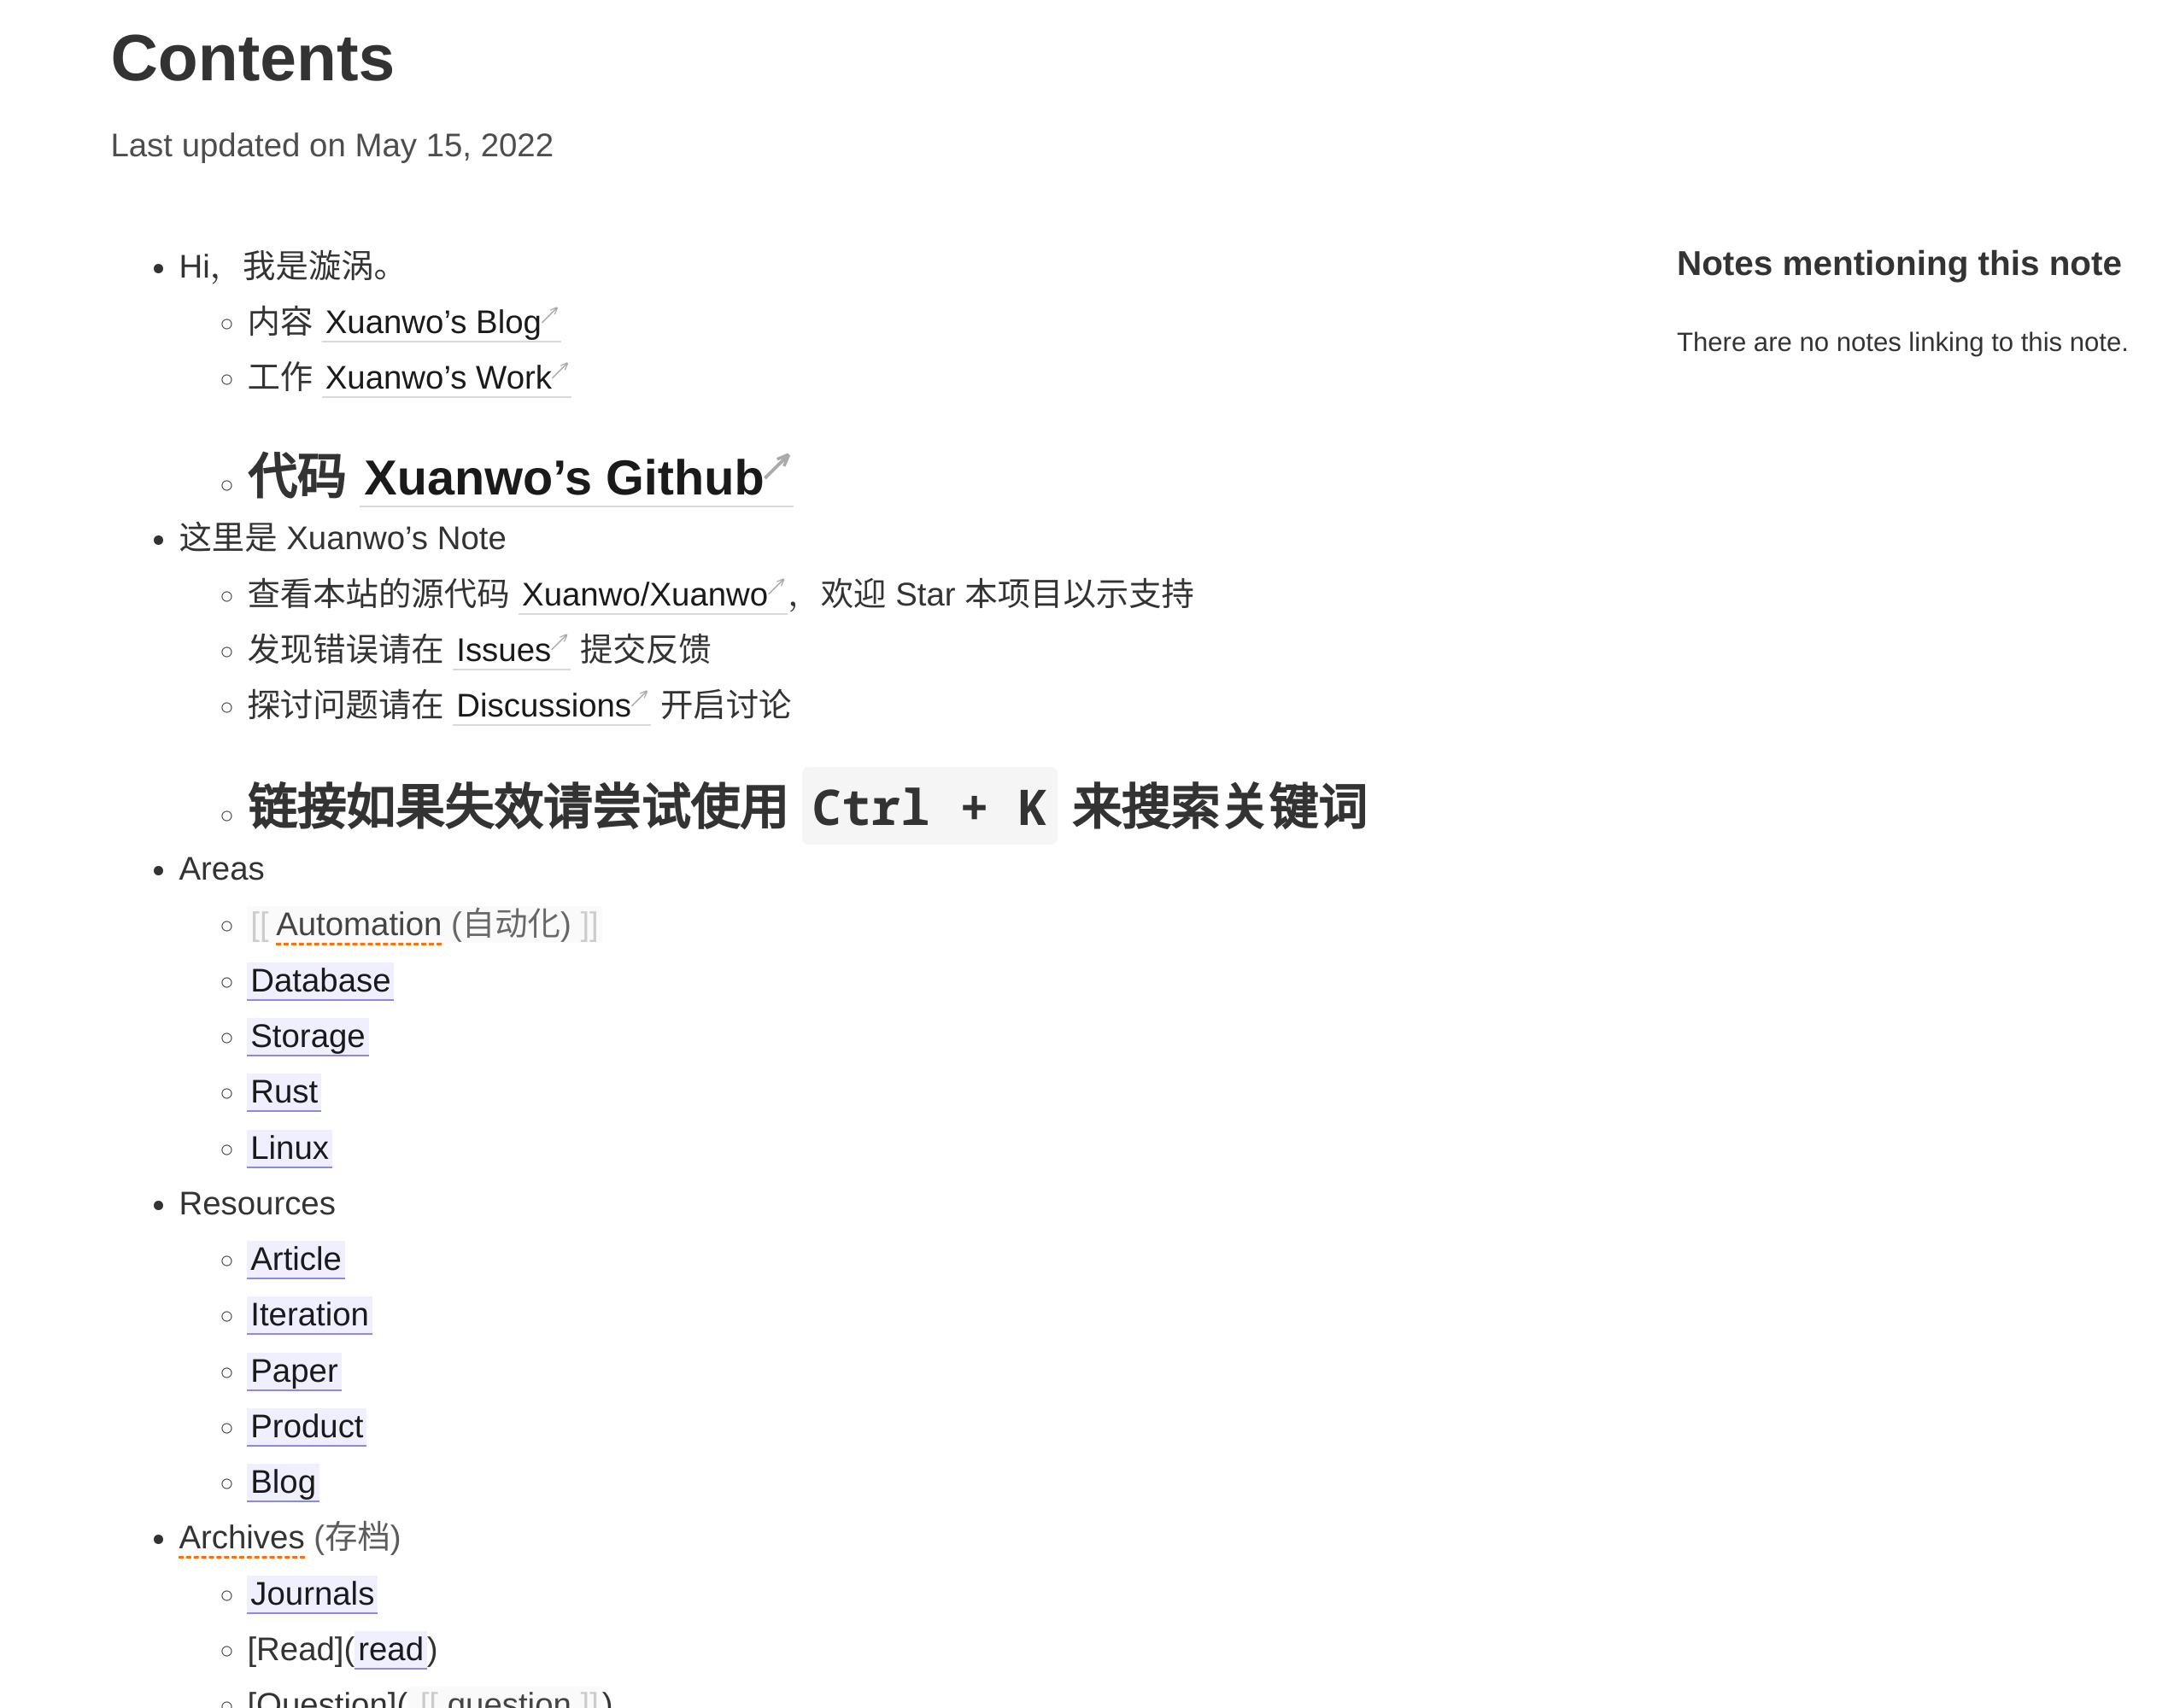 Contents
Last updated on May 15, 2022
Hi，我是漩涡。
内容 Xuanwo’s Blog
工作 Xuanwo’s Work
代码 Xuanwo’s Github
这里是 Xuanwo’s Note
查看本站的源代码 Xuanwo/Xuanwo，欢迎 Star 本项目以示支持
发现错误请在 Issues 提交反馈
探讨问题请在 Discussions 开启讨论
链接如果失效请尝试使用 Ctrl + K 来搜索关键词
Areas
[[ Automation (自动化) ]]
Database
Storage
Rust
Linux
Resources
Article
Iteration
Paper
Product
Blog
Archives (存档)
Journals
[Read](read)
[Question]( [[ question ]])
Notes mentioning this note
There are no notes linking to this note.